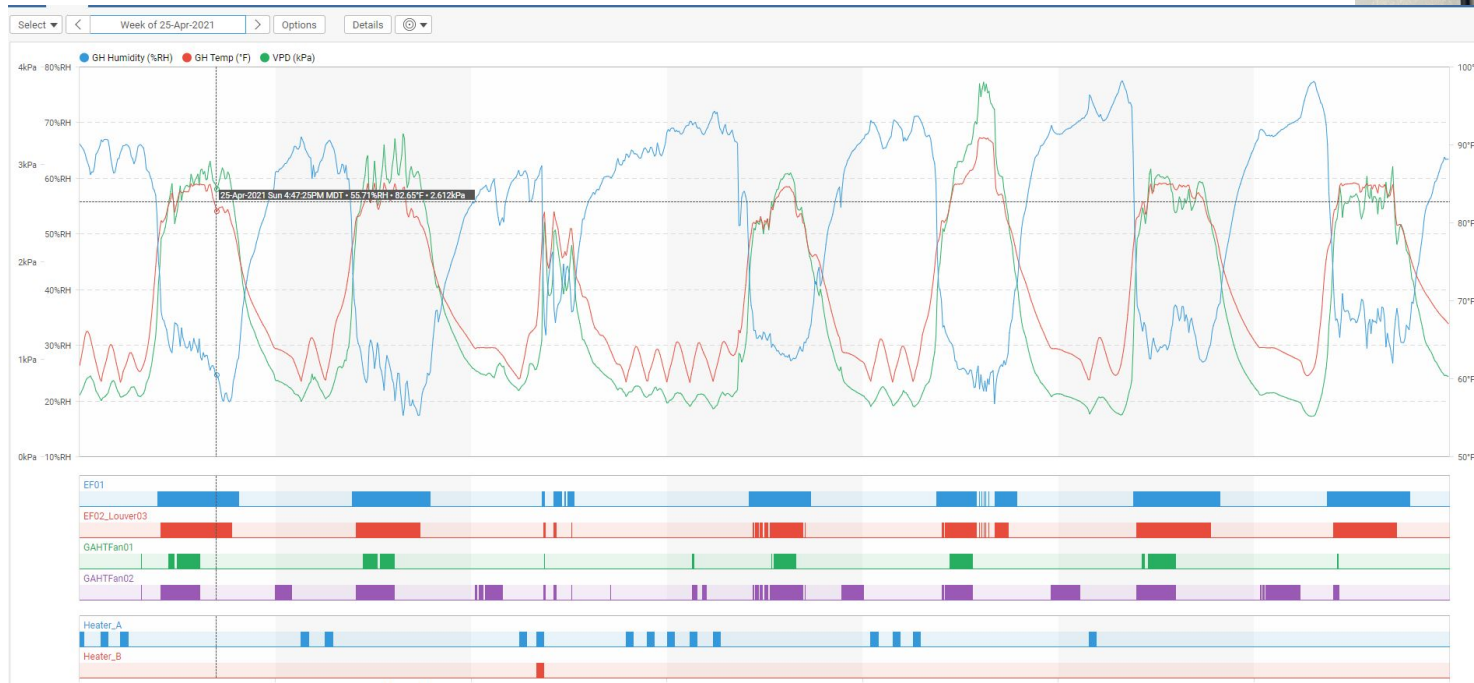 Select Week of 25-Apr-2021 Options Details
GH Humidity (%RH) GH Temp (°F) VPD (kPa)
4kPa 80%RH 100°
70%RH
90°F
3kPa
60%RH
25-Apr-2021 Sun 4:47:25PM MDT • 55.71%RH • 82.65°F • 2.612kPa
80°F
50%RH
2kPa
40%RH
70°F
30%RH
1kPa
60°F
20%RH
0kPa 10%RH 50°F
EF01
EF02_Louver03
GAHTFan01
GAHTFan02
Heater_A
Heater_B